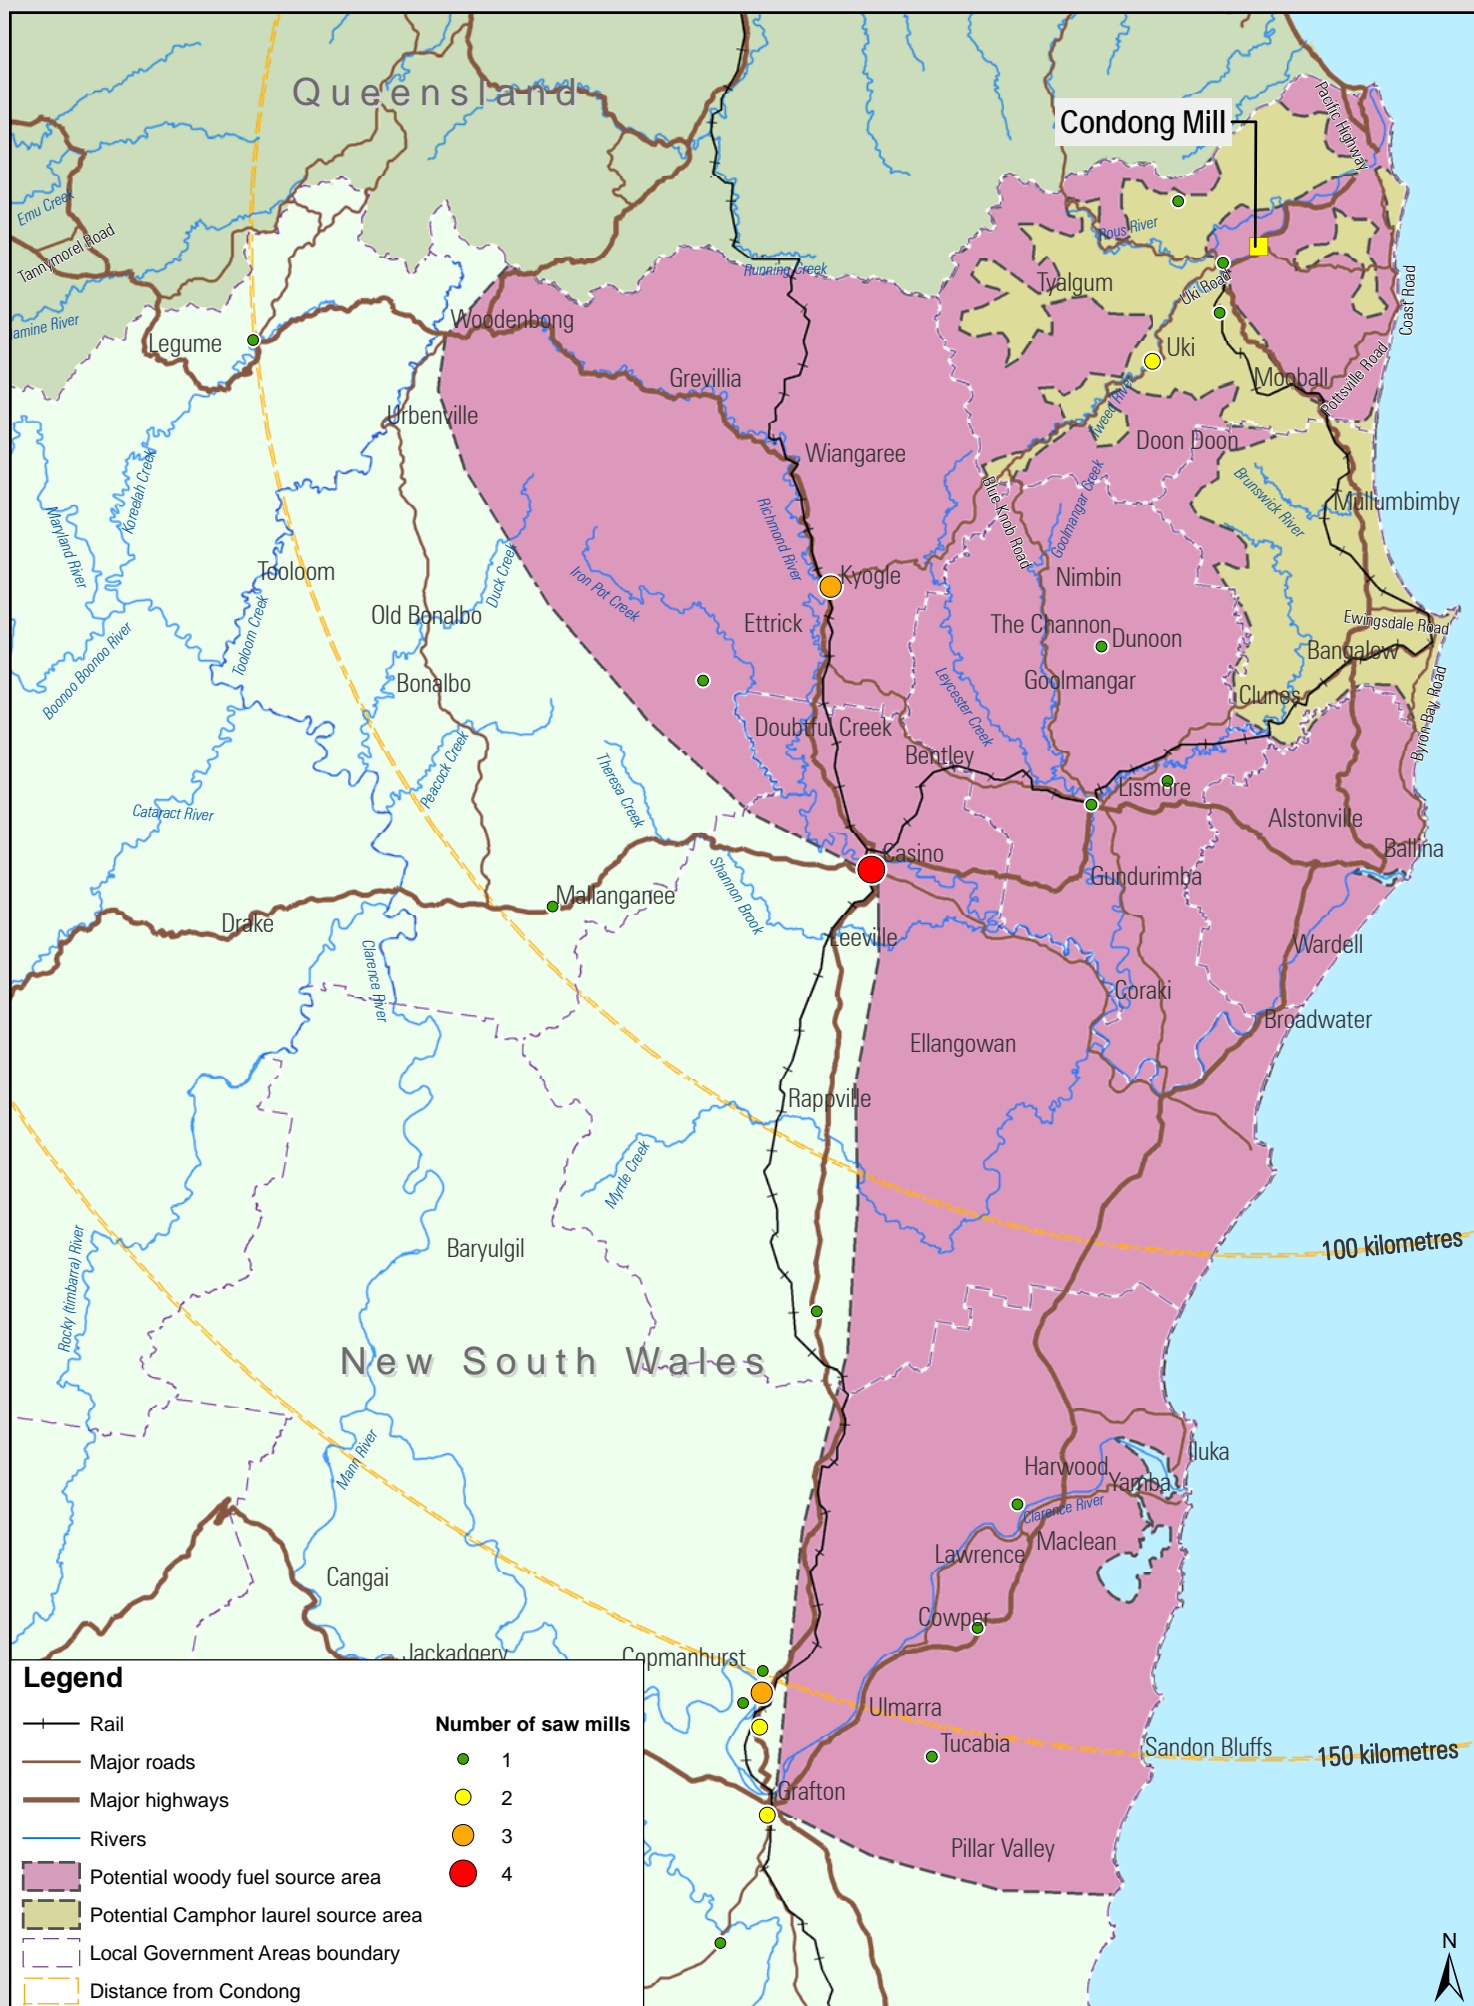 Queensland
Condong Mill
Pacific Highway
Emu Creek
Tannymorel Road
Rous River
Running Creek
Tyalgum
Uki Road
Coast Road
amine River
Legume
Woodenbong
Uki
Grevillia
Mooball
Pottsville Road
Urbenville
Tweed River
Doon Doon
Wiangaree
Koreelah Creek
Maryland River
Richmond River
Blue Knob Road
Goolmangar Creek
Brunswick River
Mullumbimby
Tooloom
Duck Creek
Iron Pot Creek
Kyogle
Nimbin
Old Bonalbo
Ettrick
The Channon
Dunoon
Ewingsdale Road
Tooloom Creek
Boonoo Boonoo River
Bangalow
Bonalbo
Goolmangar
Clunes
Leycester Creek
Byron Bay Road
Doubtful Creek
Bentley
Peacock Creek
Theresa Creek
Lismore
Cataract River
Alstonville
Casino
Ballina
Shannon Brook
Gundurimba
Mallanganee
Drake
Leeville
Wardell
Clarence River
Coraki
Broadwater
Ellangowan
Rappville
Myrtle Creek
Rocky (timbarra) River
Baryulgil
100 kilometres
New South Wales
Mann River
Iluka
Harwood
Yamba
Clarence River
Maclean
Lawrence
Cangai
Cowper
Jackadgery
Copmanhurst
Ulmarra
Tucabia
Sandon Bluffs
150 kilometres
Grafton
Pillar Valley
Legend
Rail
Major roads
Major highways
Rivers
Potential woody fuel source area
Potential Camphor laurel source area
Local Government Areas boundary
Distance from Condong
Number of saw mills
1
2
3
4
N